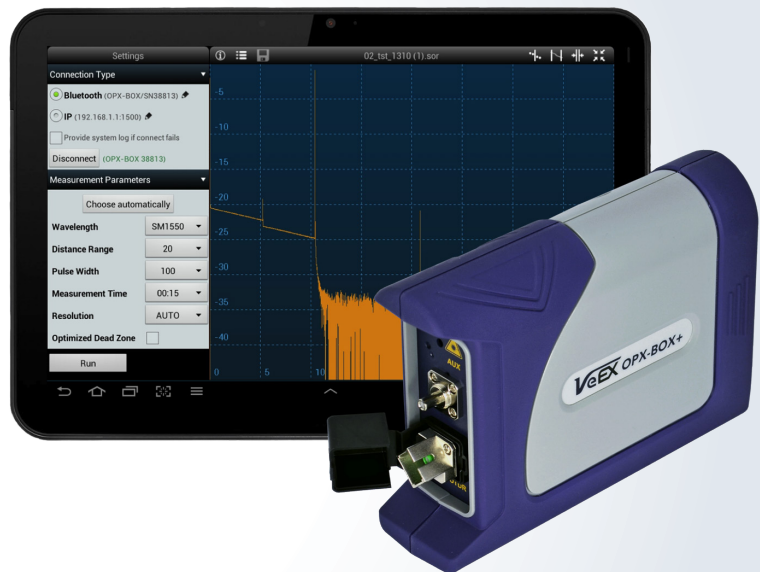 Settings
02_tst_1310 (1).sor
Connection Type
Bluetooth (OPX-BOX/SN38813)
IP (192.168.1.1:1500)
Provide system log if connect fails
Disconnect (OPX-BOX 38813)
Measurement Parameters
Choose automatically
Wavelength SM1550
Distance Range 20
Pulse Width 100
Measurement Time 00:15
Resolution AUTO
Optimized Dead Zone
Run
-5
-10
-15
-20
-25
-30
-35
-40
0 5 10
AUX
OTDR
VeEX OPX-BOX+